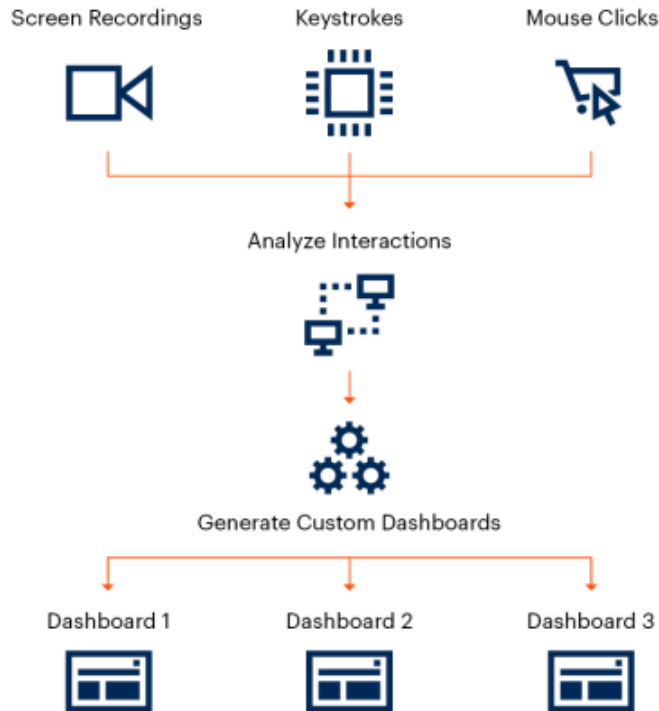 Screen Recordings
Keystrokes
Mouse Clicks
Analyze Interactions
Generate Custom Dashboards
Dashboard 1
Dashboard 2
Dashboard 3